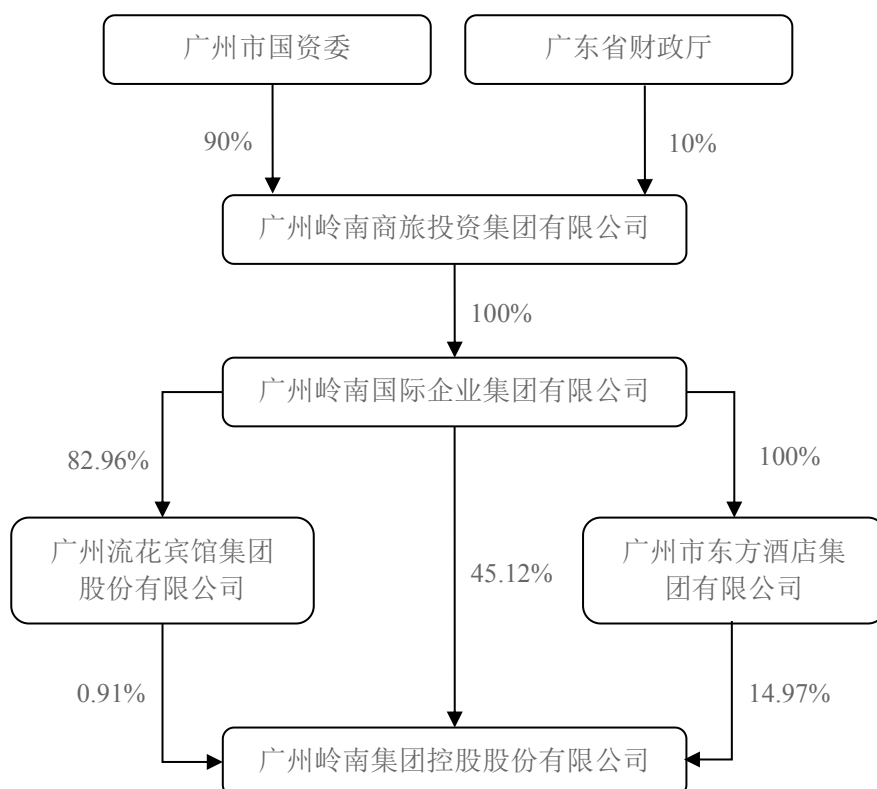 广州市国资委
广东省财政厅
90%
10%
广州岭南商旅投资集团有限公司
100%
广州岭南国际企业集团有限公司
82.96%
100%
广州流花宾馆集团
股份有限公司
45.12%
广州市东方酒店集
团有限公司
0.91%
14.97%
广州岭南集团控股股份有限公司